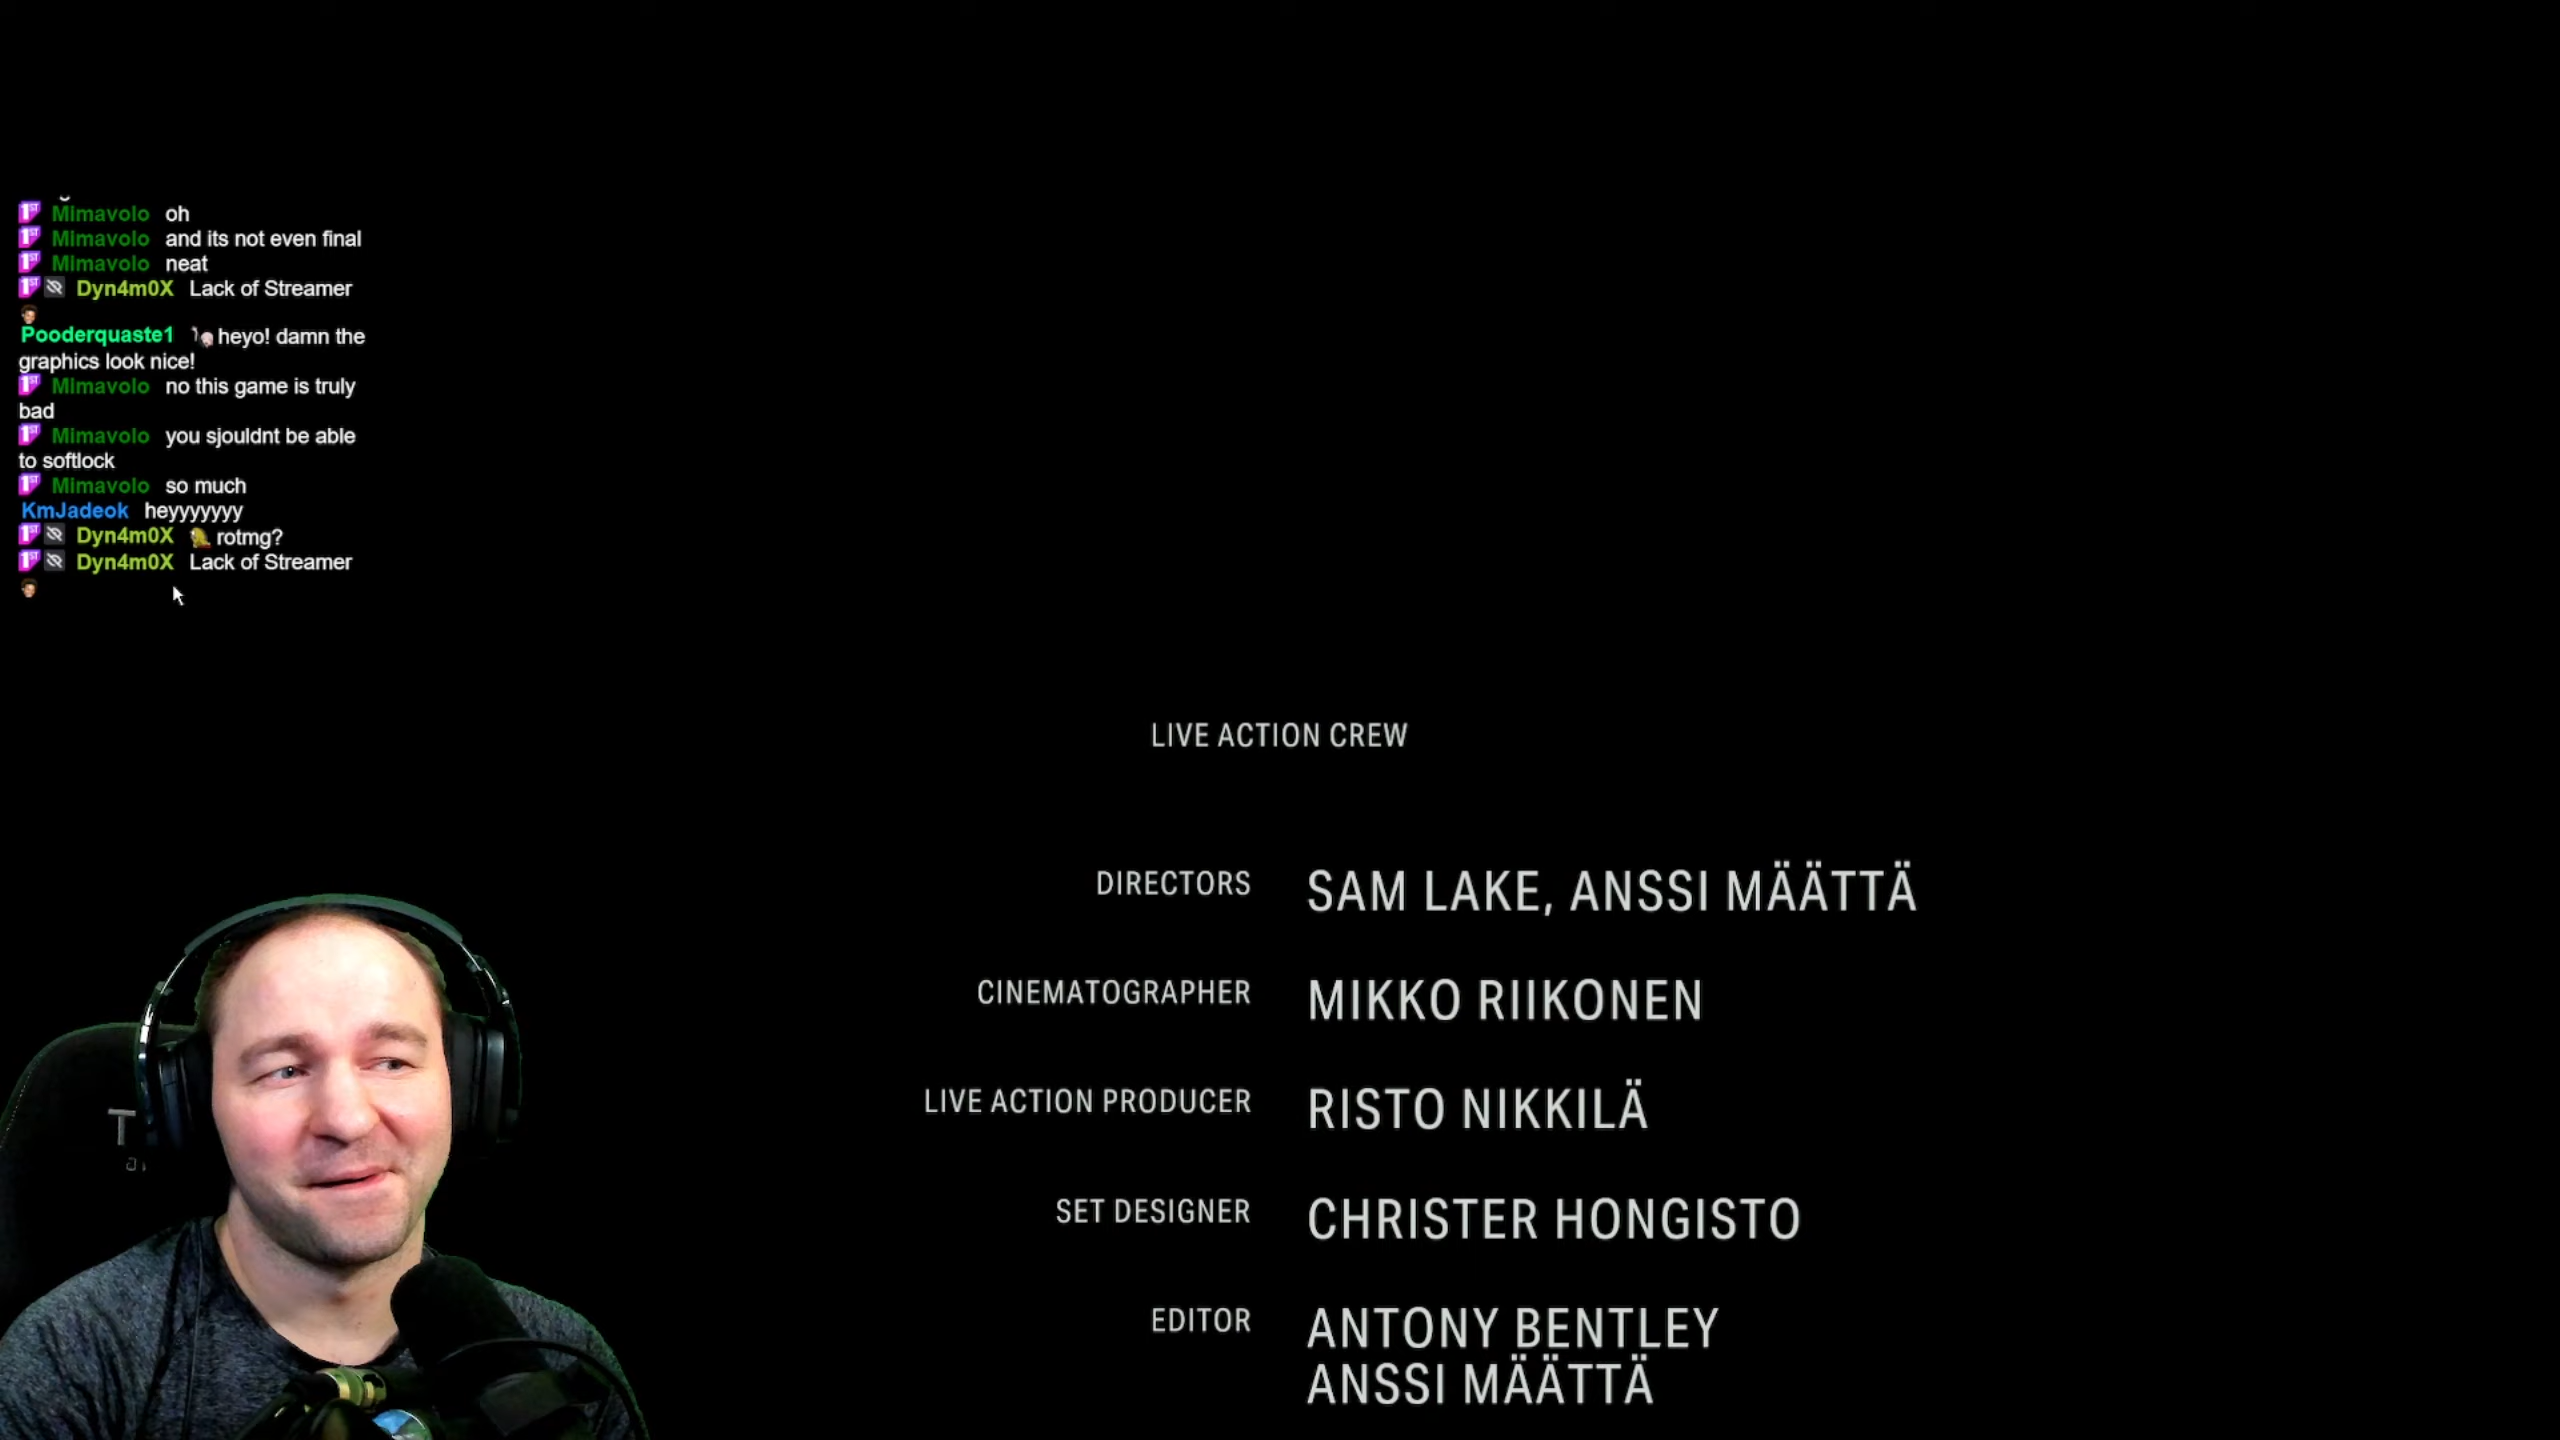 Mimavolo oh
Mimavolo and its not even final
Mimavolo neat
Dyn4m0X Lack of Streamer
Pooderquaste1 heyo! damn the
graphics look nice!
Mimavolo no this game is truly
bad
Mimavolo you sjouldnt be able
to softlock
Mimavolo so much
KmJadeok heyyyyyyy
Dyn4m0X rotmg?
Dyn4m0X Lack of Streamer
LIVE ACTION CREW
DIRECTORS SAM LAKE, ANSSI MÄÄTTÄ
CINEMATOGRAPHER MIKKO RIIKONEN
LIVE ACTION PRODUCER RISTO NIKKILÄ
SET DESIGNER CHRISTER HONGISTO
EDITOR ANTONY BENTLEY
ANSSI MÄÄTTÄ